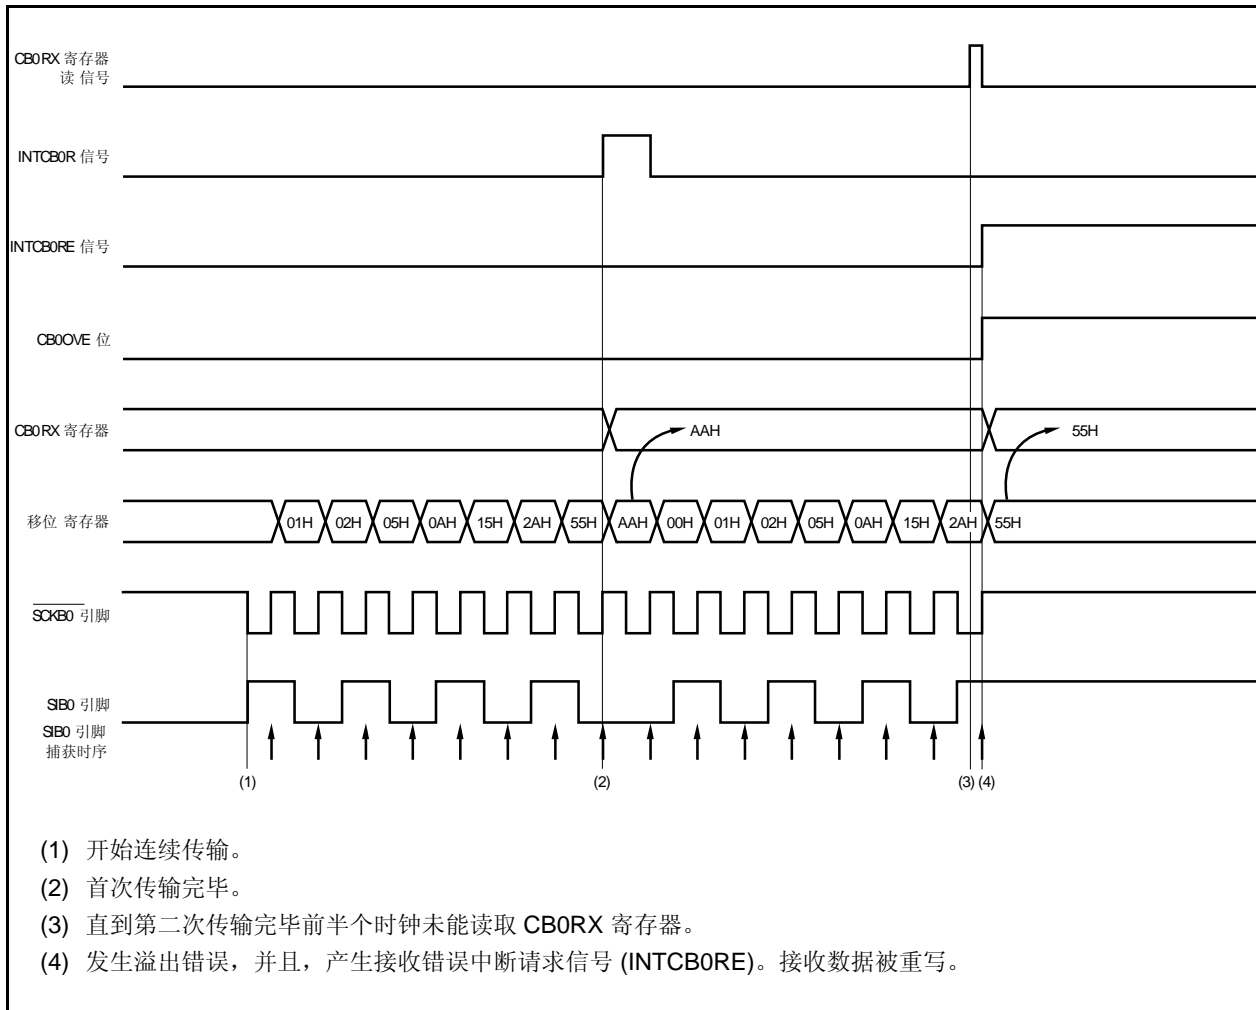 CB0RX 寄存器
读 信号
INTCB0R 信号
INTCB0RE 信号
CB0OVE 位
CB0RX 寄存器
AAH
55H
移位 寄存器
01H
02H
05H
0AH
15H
2AH
55H
AAH
00H
01H
02H
05H
0AH
15H
2AH
55H
SCKB0 引脚
SIB0 引脚
SIB0 引脚
捕获时序
(1)
(2)
(3) (4)
(1) 开始连续传输。
(2) 首次传输完毕。
(3) 直到第二次传输完毕前半个时钟未能读取 CB0RX 寄存器。
(4) 发生溢出错误，并且，产生接收错误中断请求信号 (INTCB0RE)。接收数据被重写。